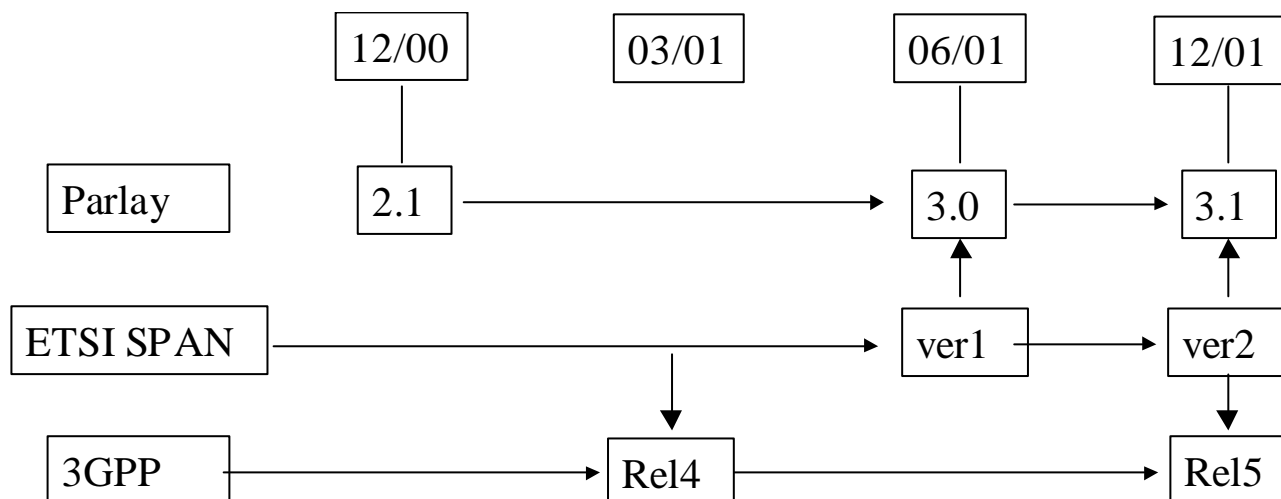 12/00 03/01 06/01 12/01
Parlay 2.1 3.0 3.1
ETSI SPAN ver1 ver2
3GPP Rel4 Rel5